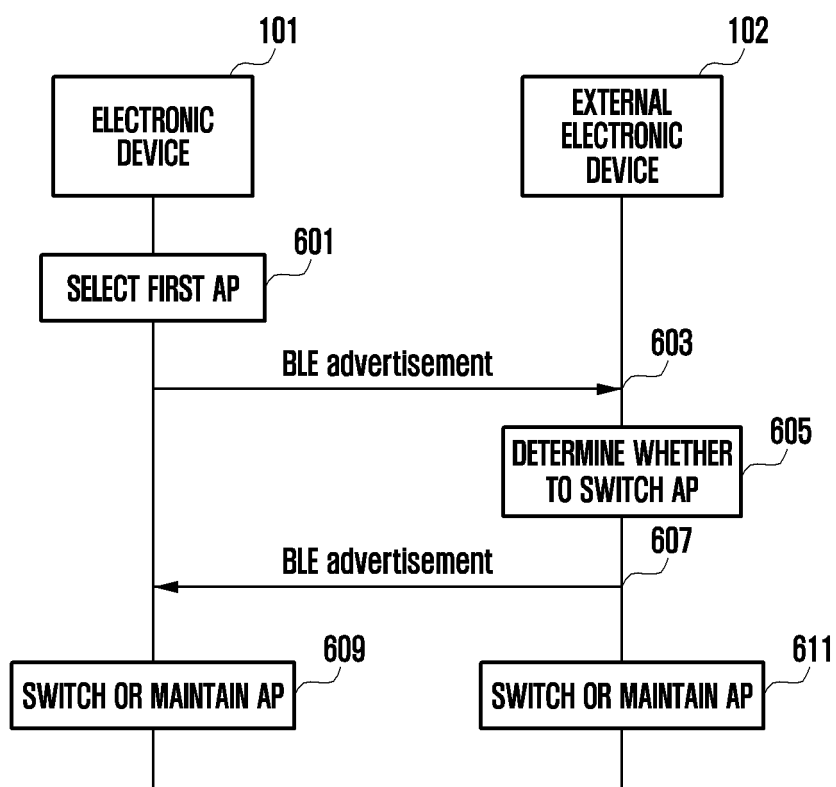 101
102
ELECTRONIC
DEVICE
EXTERNAL
ELECTRONIC
DEVICE
601
SELECT FIRST AP
BLE advertisement
603
605
DETERMINE WHETHER
TO SWITCH AP
607
BLE advertisement
609
611
SWITCH OR MAINTAIN AP
SWITCH OR MAINTAIN AP